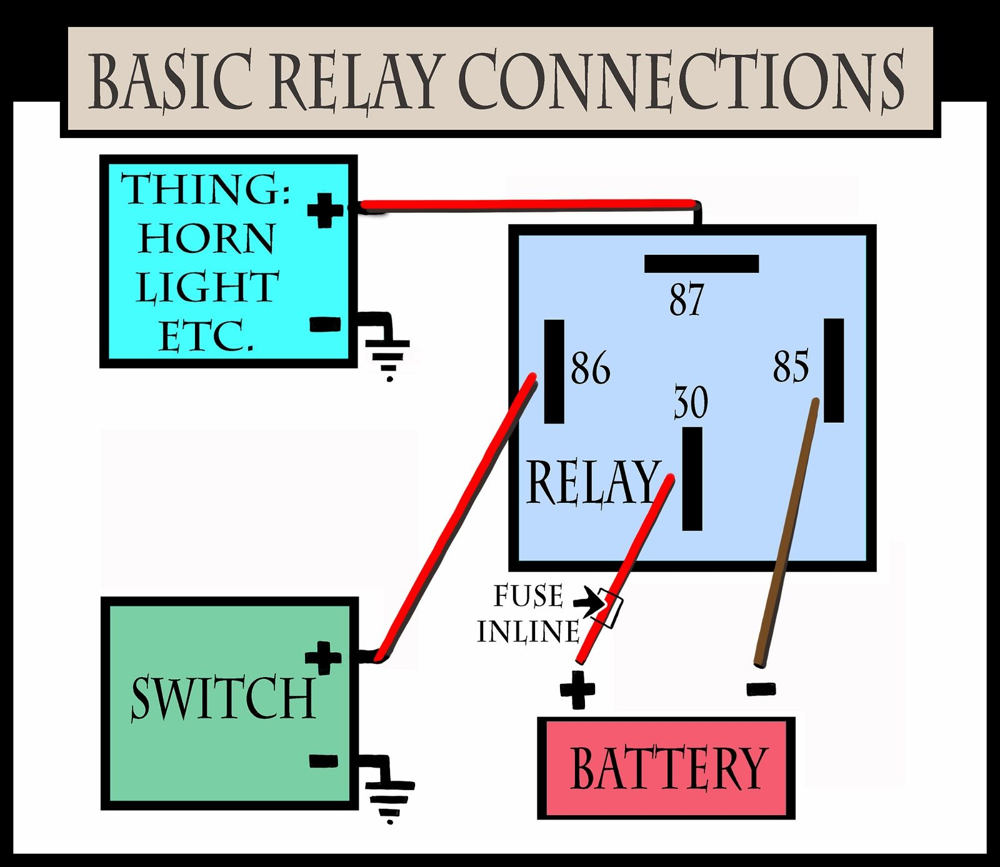 BASIC RELAY CONNECTIONS
THING:
HORN
LIGHT
ETC.
+
-
87
86
85
30
RELAY
FUSE
INLINE
+
-
SWITCH
+
-
BATTERY